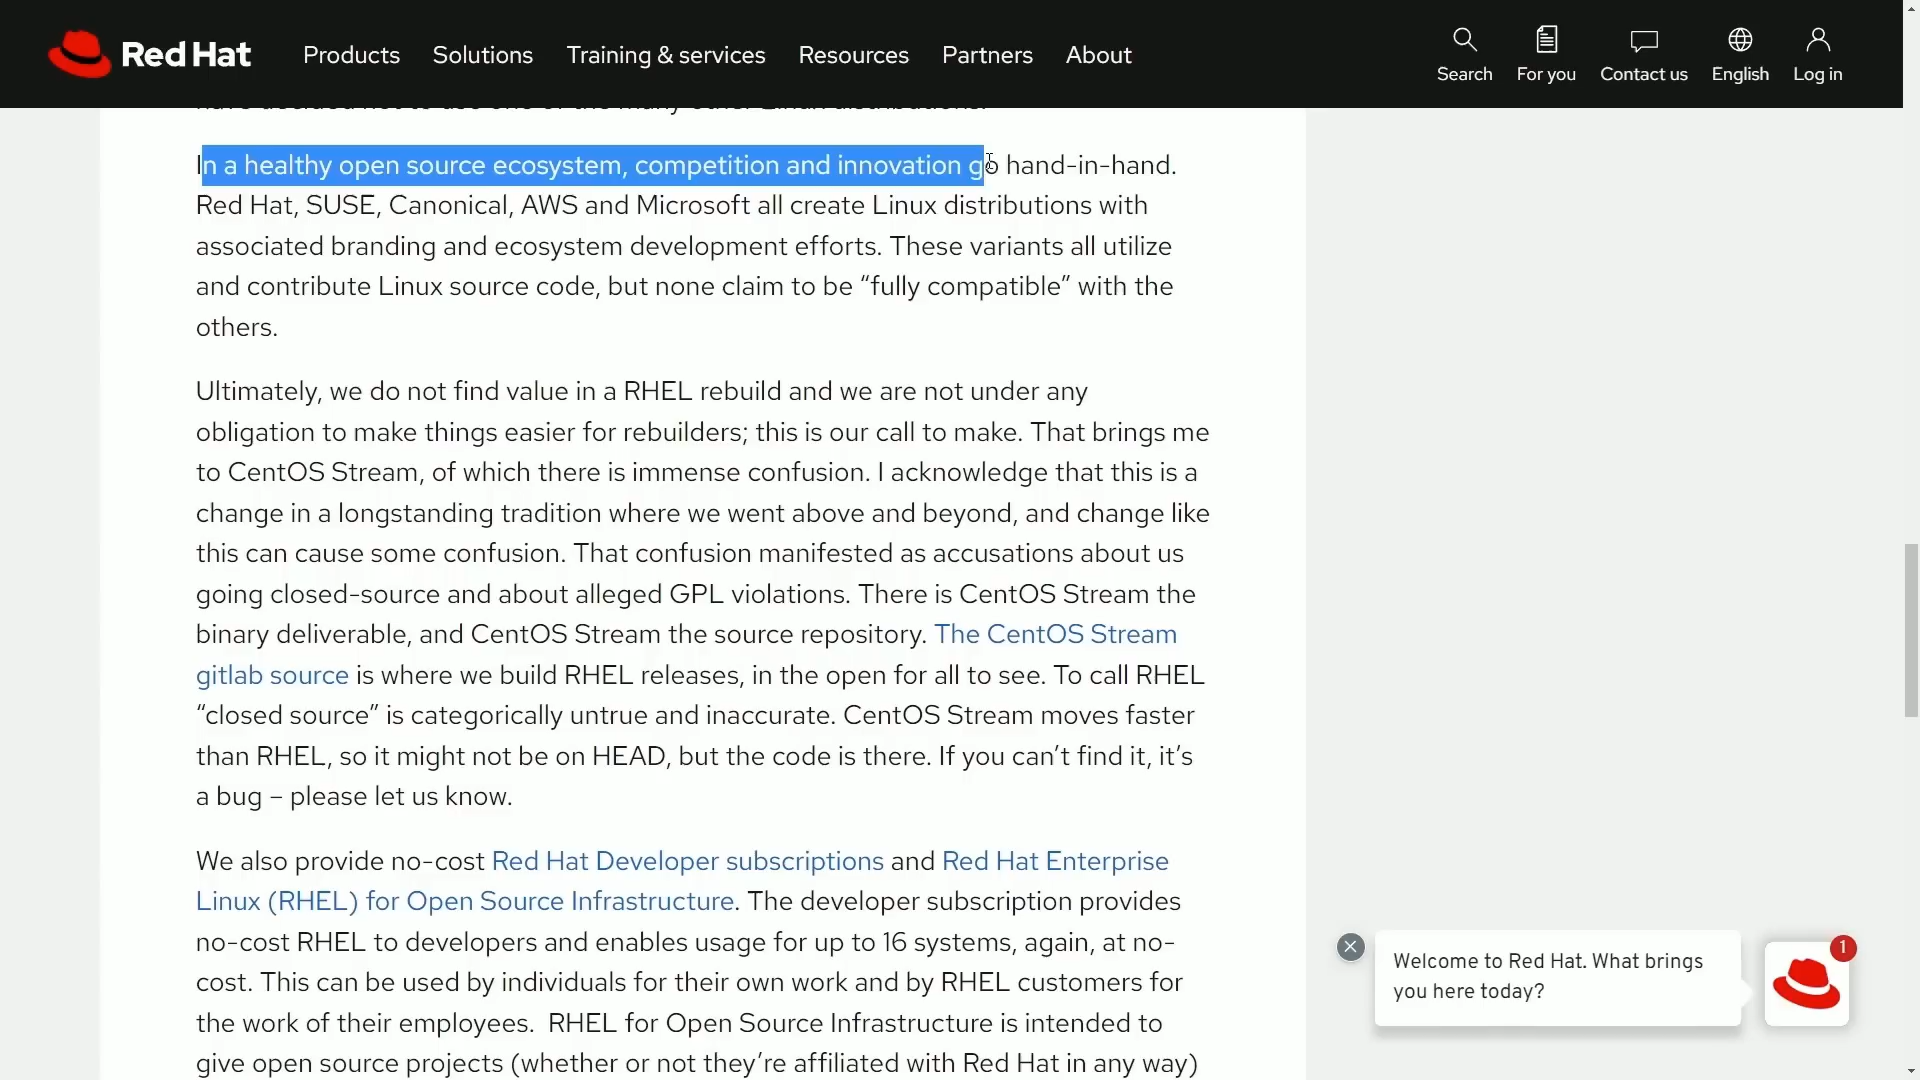 Red Hat
Products Solutions Training & services Resources Partners About
Search For you Contact us English Log in
have decided not to use one of the many other Linux distributions.
In a healthy open source ecosystem, competition and innovation go hand-in-hand.
Red Hat, SUSE, Canonical, AWS and Microsoft all create Linux distributions with
associated branding and ecosystem development efforts. These variants all utilize
and contribute Linux source code, but none claim to be “fully compatible” with the
others.
Ultimately, we do not find value in a RHEL rebuild and we are not under any
obligation to make things easier for rebuilders; this is our call to make. That brings me
to CentOS Stream, of which there is immense confusion. I acknowledge that this is a
change in a longstanding tradition where we went above and beyond, and change like
this can cause some confusion. That confusion manifested as accusations about us
going closed-source and about alleged GPL violations. There is CentOS Stream the
binary deliverable, and CentOS Stream the source repository. The CentOS Stream
gitlab source is where we build RHEL releases, in the open for all to see. To call RHEL
“closed source” is categorically untrue and inaccurate. CentOS Stream moves faster
than RHEL, so it might not be on HEAD, but the code is there. If you can’t find it, it’s
a bug – please let us know.
We also provide no-cost Red Hat Developer subscriptions and Red Hat Enterprise
Linux (RHEL) for Open Source Infrastructure. The developer subscription provides
no-cost RHEL to developers and enables usage for up to 16 systems, again, at no-
cost. This can be used by individuals for their own work and by RHEL customers for
the work of their employees.  RHEL for Open Source Infrastructure is intended to
give open source projects (whether or not they’re affiliated with Red Hat in any way)
Welcome to Red Hat. What brings
you here today?
1